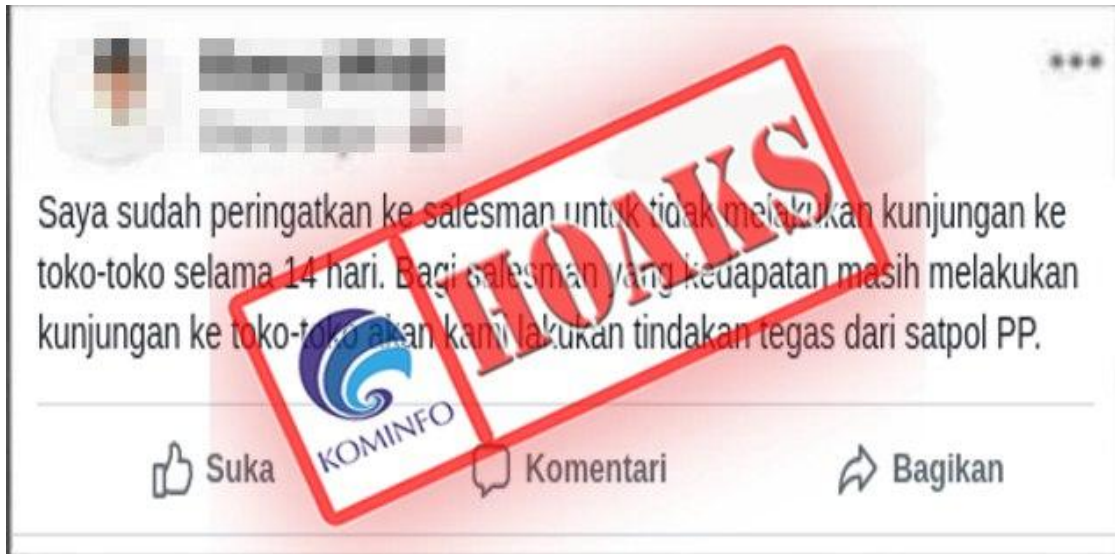 Saya sudah peringatkan ke salesman untuk tidak melakukan kunjungan ke
toko-toko selama 14 hari. Bagi salesman yang kedapatan masih melakukan
kunjungan ke toko-toko akan kami lakukan tindakan tegas dari satpol PP.
HOAKS
KOMINFO
Suka
Komentari
Bagikan